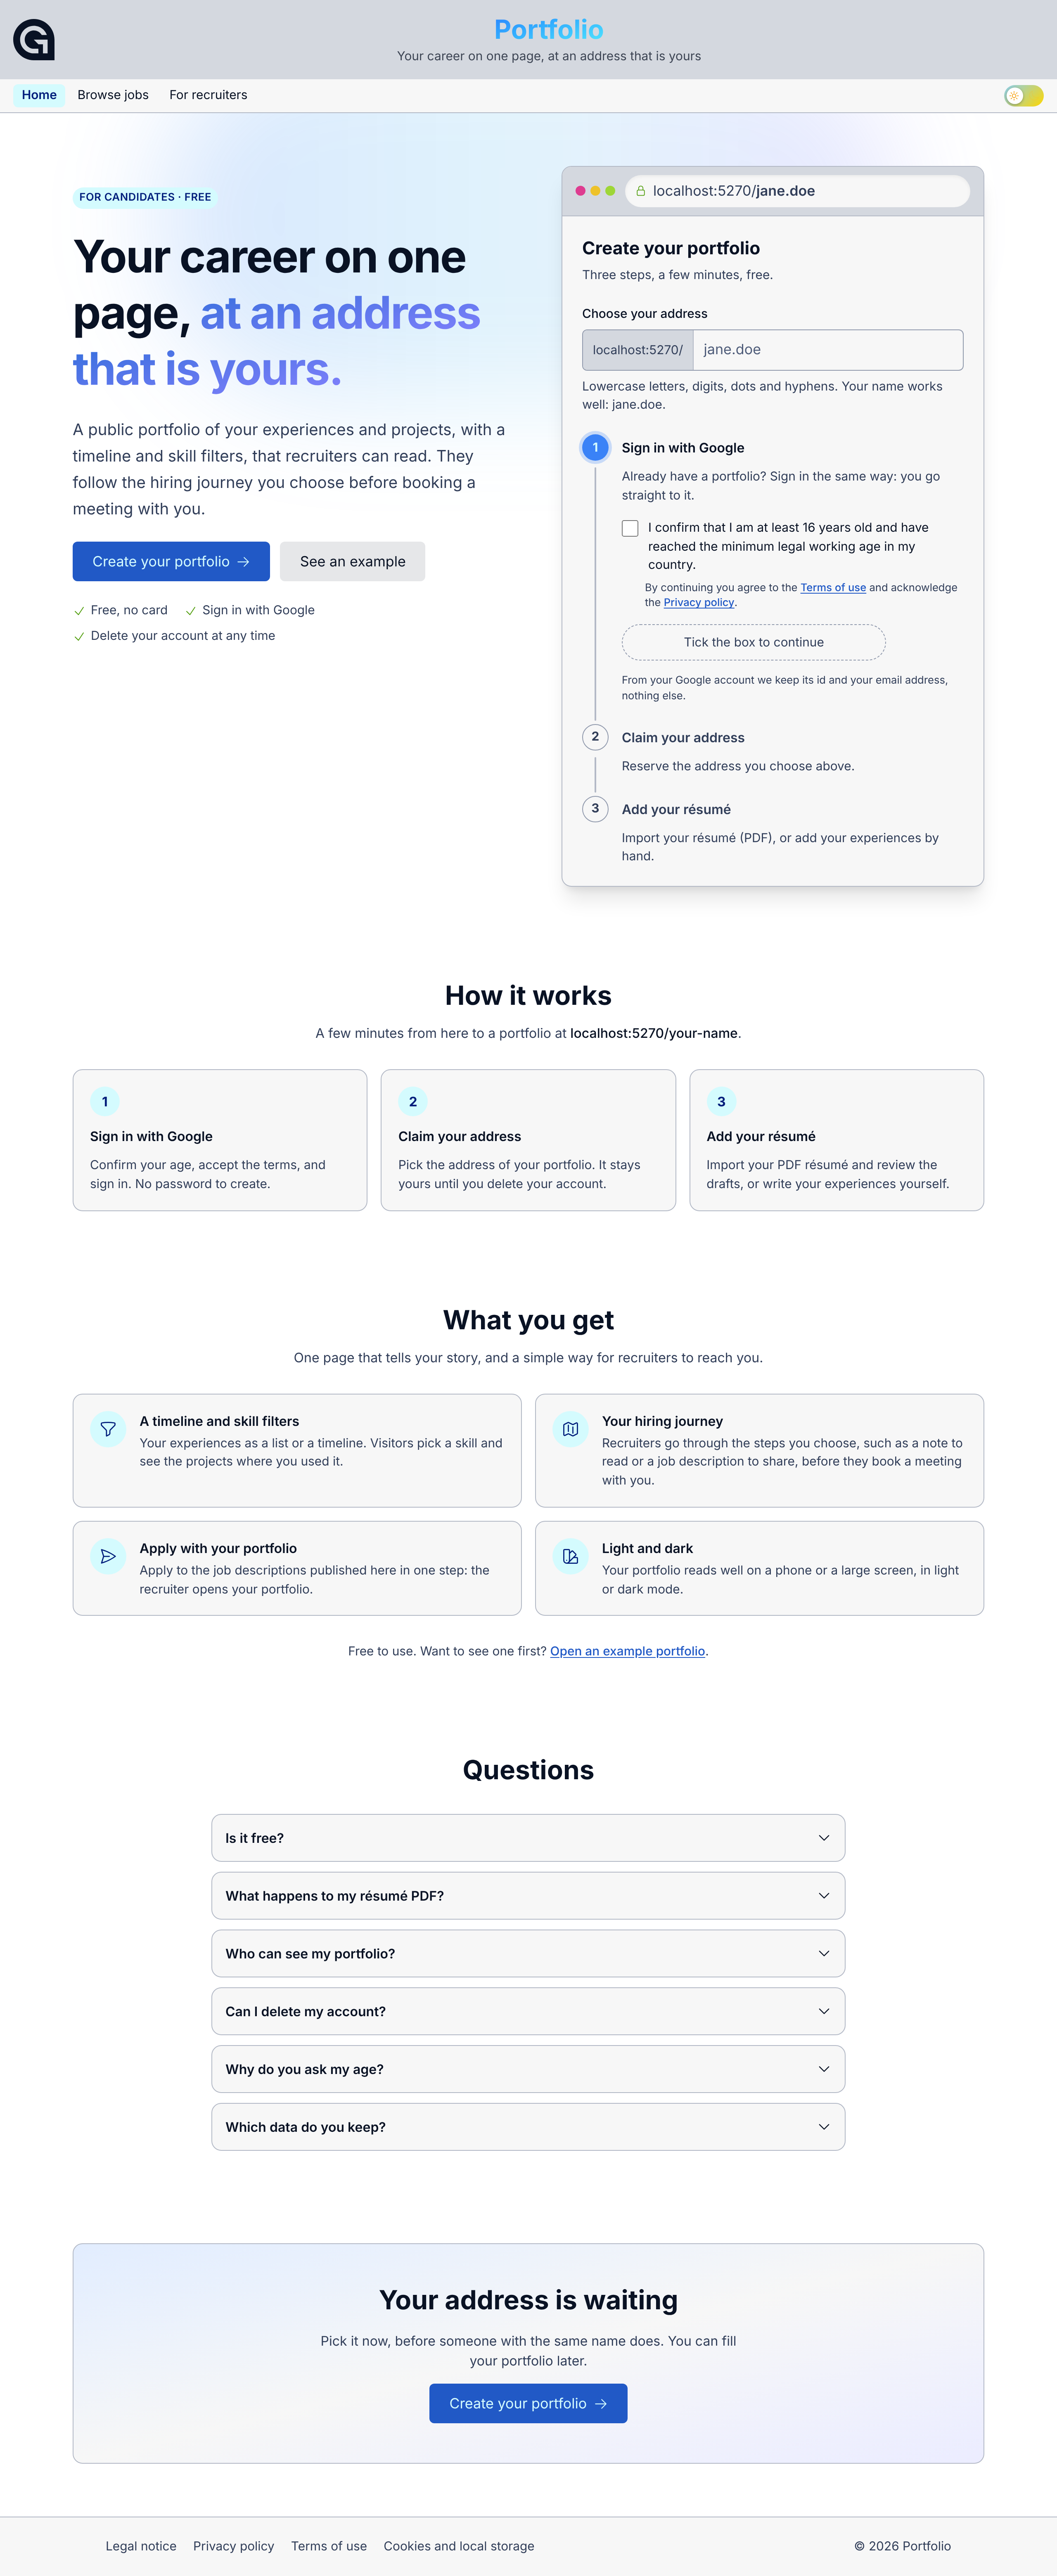 Portfolio
Your career on one page, at an address that is yours
Home
Browse jobs
For recruiters
FOR CANDIDATES · FREE
Your career on one
page, at an address
that is yours.
A public portfolio of your experiences and projects, with a
timeline and skill filters, that recruiters can read. They
follow the hiring journey you choose before booking a
meeting with you.
Create your portfolio →
See an example
Free, no card
Sign in with Google
Delete your account at any time
localhost:5270/jane.doe
Create your portfolio
Three steps, a few minutes, free.
Choose your address
localhost:5270/
jane.doe
Lowercase letters, digits, dots and hyphens. Your name works
well: jane.doe.
1
Sign in with Google
Already have a portfolio? Sign in the same way: you go
straight to it.
I confirm that I am at least 16 years old and have
reached the minimum legal working age in my
country.
By continuing you agree to the Terms of use and acknowledge
the Privacy policy.
Tick the box to continue
From your Google account we keep its id and your email address,
nothing else.
2
Claim your address
Reserve the address you choose above.
3
Add your résumé
Import your résumé (PDF), or add your experiences by
hand.
How it works
A few minutes from here to a portfolio at localhost:5270/your-name.
1
Sign in with Google
Confirm your age, accept the terms, and
sign in. No password to create.
2
Claim your address
Pick the address of your portfolio. It stays
yours until you delete your account.
3
Add your résumé
Import your PDF résumé and review the
drafts, or write your experiences yourself.
What you get
One page that tells your story, and a simple way for recruiters to reach you.
A timeline and skill filters
Your experiences as a list or a timeline. Visitors pick a skill and
see the projects where you used it.
Your hiring journey
Recruiters go through the steps you choose, such as a note to
read or a job description to share, before they book a meeting
with you.
Apply with your portfolio
Apply to the job descriptions published here in one step: the
recruiter opens your portfolio.
Light and dark
Your portfolio reads well on a phone or a large screen, in light
or dark mode.
Free to use. Want to see one first? Open an example portfolio.
Questions
Is it free?
What happens to my résumé PDF?
Who can see my portfolio?
Can I delete my account?
Why do you ask my age?
Which data do you keep?
Your address is waiting
Pick it now, before someone with the same name does. You can fill
your portfolio later.
Create your portfolio →
Legal notice
Privacy policy
Terms of use
Cookies and local storage
© 2026 Portfolio